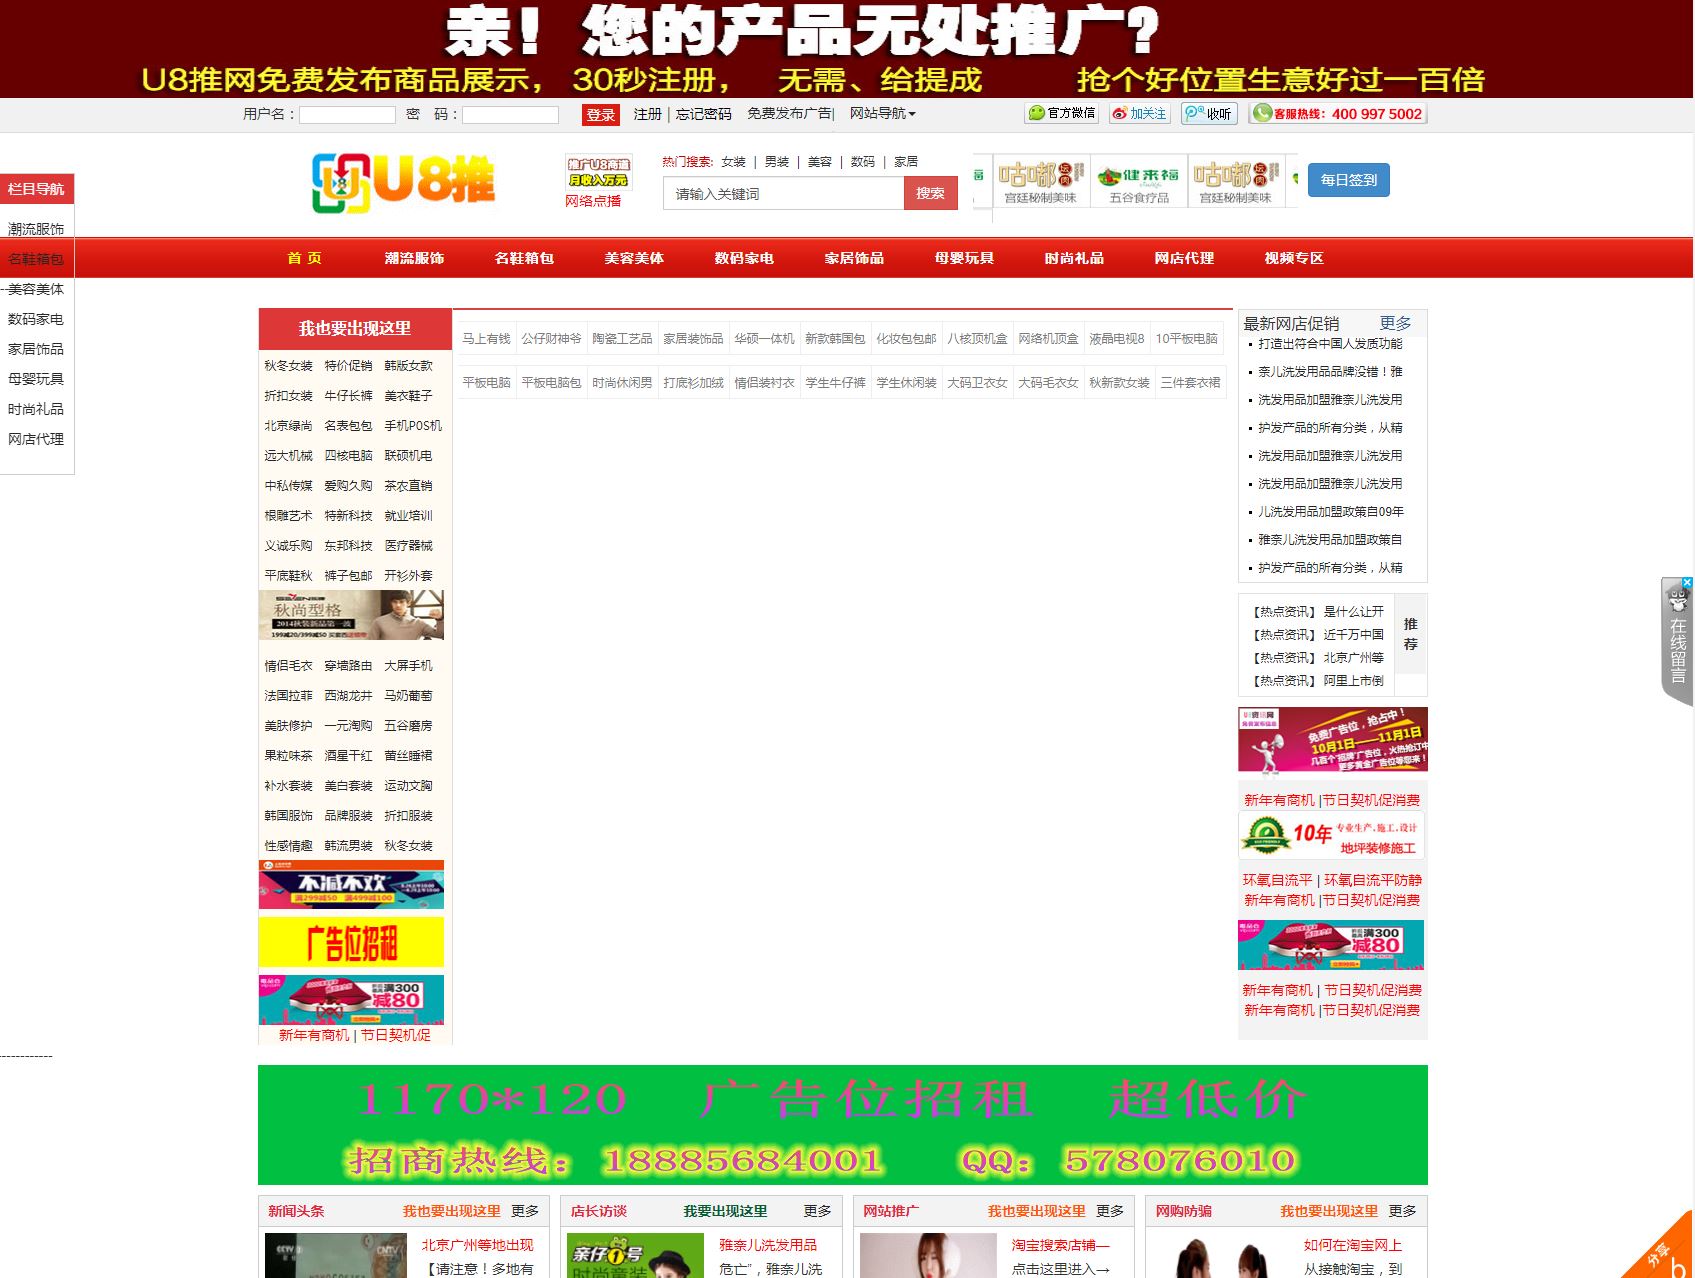 亲！您的产品无处推广？
U8推网免费发布商品展示， 30秒注册， 无需、给提成 抢个好位置生意好过一百倍
用户名： 密 码： 登录 注册 | 忘记密码 免费发布广告| 网站导航 官方微信 加关注 收听 客服热线：400 997 5002
U8推
推广U8商道
月收入万元
网络点播
热门搜索: 女装 | 男装 | 美容 | 数码 | 家居
请输入关键词 搜索
咕嘟 宫廷秘制美味
健来福 五谷食疗品
咕嘟 宫廷秘制美味
每日签到
栏目导航
潮流服饰
名鞋箱包
--美容美体
数码家电
家居饰品
母婴玩具
时尚礼品
网店代理
首 页 潮流服饰 名鞋箱包 美容美体 数码家电 家居饰品 母婴玩具 时尚礼品 网店代理 视频专区
我也要出现这里
秋冬女装 特价促销 韩版女款
折扣女装 牛仔长裤 美衣鞋子
北京绿尚 名表包包 手机POS机
远大机械 四核电脑 联硕机电
中私传媒 爱购久购 茶农直销
根雕艺术 特新科技 就业培训
义诚乐购 东邦科技 医疗器械
平底鞋秋 裤子包邮 开衫外套
秋尚型格
2014秋装新品第一波
199减20/399减50
情侣毛衣 穿墙路由 大屏手机
法国拉菲 西湖龙井 马奶葡萄
美肤修护 一元淘购 五谷磨房
果粒味茶 酒星干红 蕾丝睡裙
补水套装 美白套装 运动文胸
韩国服饰 品牌服装 折扣服装
性感情趣 韩流男装 秋冬女装
不减不欢
满299减50 满499减100
广告位招租
满300
减80
新年有商机 | 节日契机促
马上有钱 公仔财神爷 陶瓷工艺品 家居装饰品 华硕一体机 新款韩国包 化妆包包邮 八核顶机盒 网络机顶盒 液晶电视8 10平板电脑
平板电脑 平板电脑包 时尚休闲男 打底衫加绒 情侣装衬衣 学生牛仔裤 学生休闲装 大码卫衣女 大码毛衣女 秋新款女装 三件套衣裙
最新网店促销 更多
打造出符合中国人发质功能
亲儿洗发用品品牌没错！雅
洗发用品加盟雅亲儿洗发用
护发产品的所有分类，从精
洗发用品加盟雅亲儿洗发用
洗发用品加盟雅亲儿洗发用
儿洗发用品加盟政策自09年
雅亲儿洗发用品加盟政策自
护发产品的所有分类，从精
【热点资讯】 是什么让开
【热点资讯】 近千万中国
【热点资讯】 北京广州等
【热点资讯】 阿里上市倒
推荐
免费广告位，抢占中！
10月1日——11月1日
几百个"招牌"广告位，火热抢订中
更多黄金广告位等您来！
新年有商机 |节日契机促消费
10年 专业生产,施工,设计
地坪装修施工
环氧自流平 | 环氧自流平防静
新年有商机 |节日契机促消费
满300
减80
新年有商机 | 节日契机促消费
新年有商机 |节日契机促消费
在线留言
------------
1170*120 广告位招租 超低价
招商热线：18885684001 QQ：578076010
新闻头条 我也要出现这里 更多
北京广州等地出现
【请注意！多地有
店长访谈 我要出现这里 更多
亲仔1号
时尚童装
雅亲儿洗发用品
危亡”，雅亲儿洗
网站推广 我也要出现这里 更多
淘宝搜索店铺—
点击这里进入→
网购防骗 我也要出现这里 更多
如何在淘宝网上
从接触淘宝，到
分享